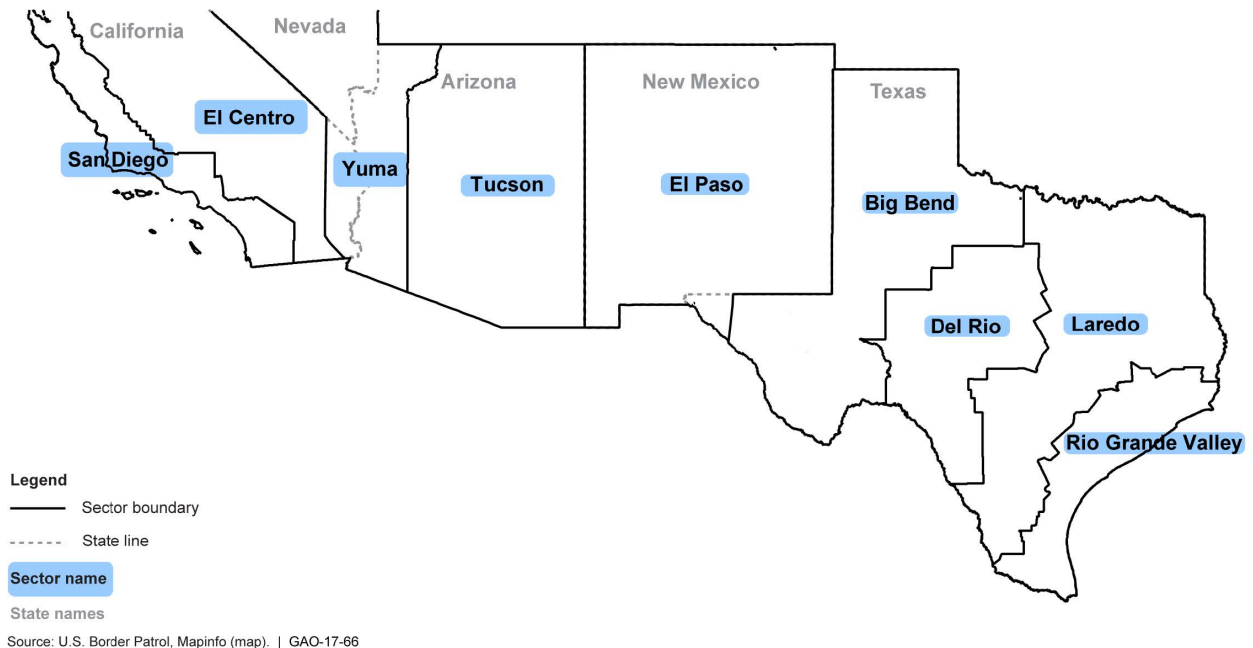 California
Nevada
Arizona
New Mexico
Texas
El Centro
San Diego
Yuma
Tucson
El Paso
Big Bend
Del Rio
Laredo
Rio Grande Valley
Legend
Sector boundary
State line
Sector name
State names
Source: U.S. Border Patrol, Mapinfo (map). | GAO-17-66